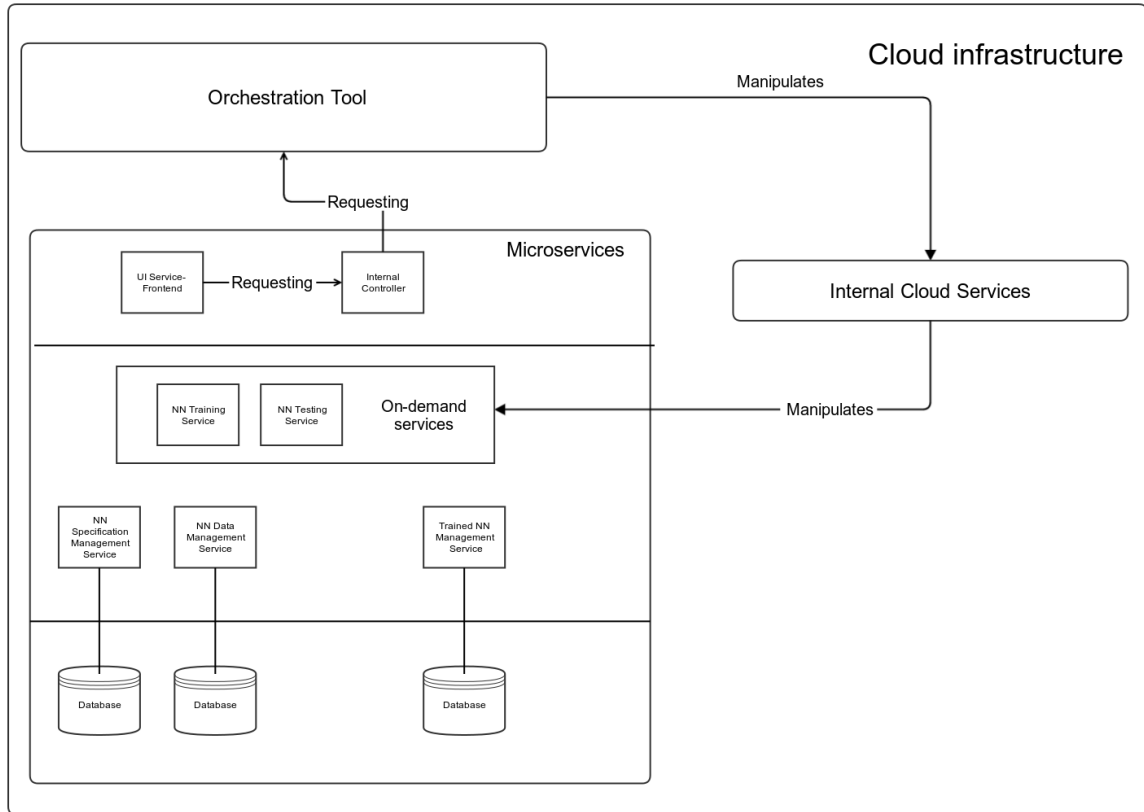 Cloud infrastructure
Orchestration Tool
Manipulates
Requesting
Microservices
UI Service-
Frontend
Requesting
Internal
Controller
Internal Cloud Services
NN Training
Service
NN Testing
Service
On-demand
services
Manipulates
NN
Specification
Management
Service
NN Data
Management
Service
Trained NN
Management
Service
Database
Database
Database